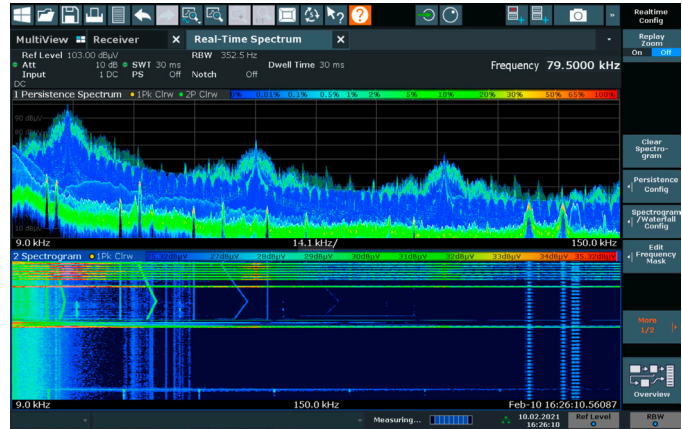 Realtime
Config
MultiView Receiver X Real-Time Spectrum X
Replay
Zoom
On Off
Ref Level 103.00 dBµV RBW 352.5 Hz
Att 10 dB SWT 30 ms Dwell Time 30 ms Frequency 79.5000 kHz
Input 1 DC PS Off Notch Off
DC
1 Persistence Spectrum 1Pk Clrw 2P Clrw 0% 0.01% 0.1% 0.5% 1% 2% 5% 10% 20% 30% 50% 65% 100%
90 dBµV
Clear
Spectro-
gram
Persistence
Config
Spectrogram
/Waterfall
Config
10 dBµV
9.0 kHz 14.1 kHz/ 150.0 kHz
Edit
Frequency
Mask
2 Spectrogram 1Pk Clrw 27dBµV 28dBµV 29dBµV 30dBµV 31dBµV 32dBµV 33dBµV 34dBµV 35.32dBµV
More
1/2
Overview
9.0 kHz 150.0 kHz Feb-10 16:26:10.56087
Measuring... 10.02.2021 Ref Level RBW
16:26:10